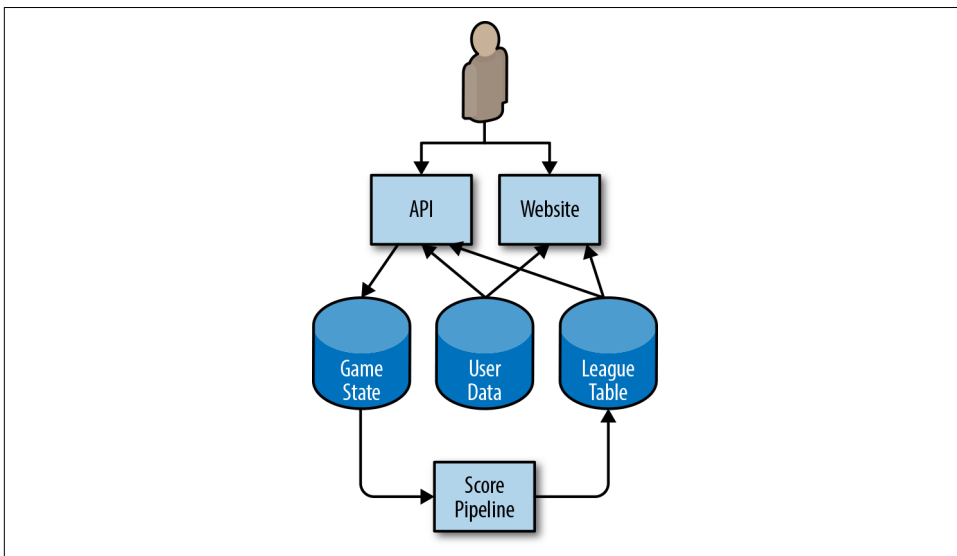 API
Website
Game
State
User
Data
League
Table
Score
Pipeline